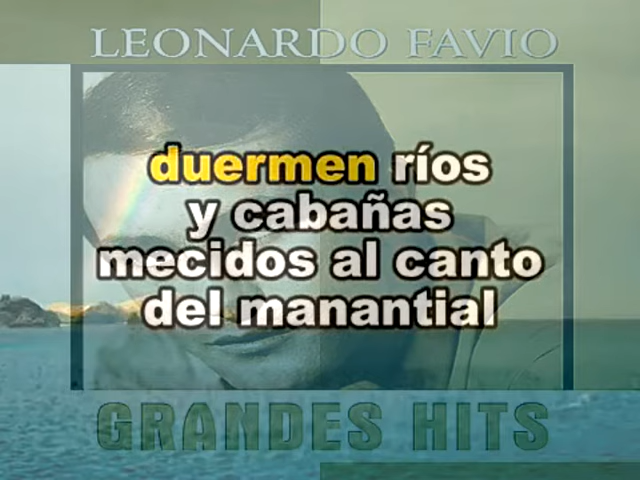 LEONARDO FAVIO
duermen ríos
y cabañas
mecidos al canto
del manantial
GRANDES HITS